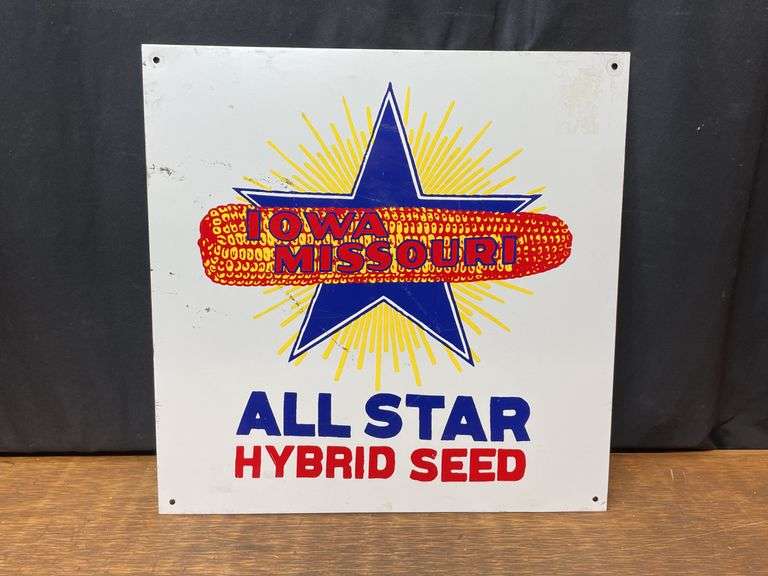 IOWA
MISSOURI
ALL STAR
HYBRID SEED